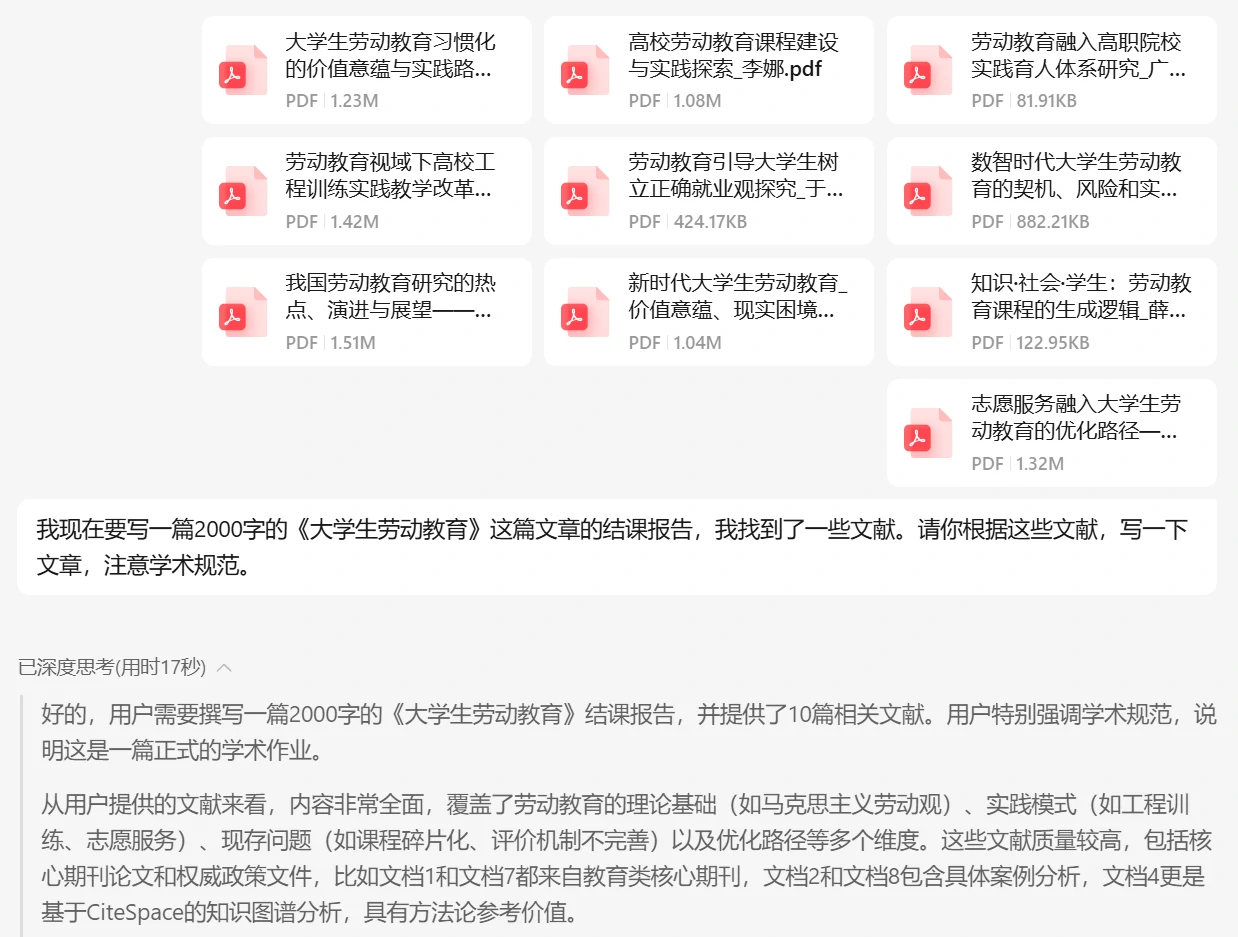 大学生劳动教育习惯化
的价值意蕴与实践路...
PDF 1.23M
高校劳动教育课程建设
与实践探索_李娜.pdf
PDF 1.08M
劳动教育融入高职院校
实践育人体系研究_广...
PDF 81.91KB
劳动教育视域下高校工
程训练实践教学改革...
PDF 1.42M
劳动教育引导大学生树
立正确就业观探究_于...
PDF 424.17KB
数智时代大学生劳动教
育的契机、风险和实...
PDF 882.21KB
我国劳动教育研究的热
点、演进与展望——...
PDF 1.51M
新时代大学生劳动教育_
价值意蕴、现实困境...
PDF 1.04M
知识·社会·学生：劳动教
育课程的生成逻辑_薛...
PDF 122.95KB
志愿服务融入大学生劳
动教育的优化路径—...
PDF 1.32M
我现在要写一篇2000字的《大学生劳动教育》这篇文章的结课报告，我找到了一些文献。请你根据这些文献，写一下
文章，注意学术规范。
已深度思考(用时17秒)
好的，用户需要撰写一篇2000字的《大学生劳动教育》结课报告，并提供了10篇相关文献。用户特别强调学术规范，说
明这是一篇正式的学术作业。
从用户提供的文献来看，内容非常全面，覆盖了劳动教育的理论基础（如马克思主义劳动观）、实践模式（如工程训
练、志愿服务）、现存问题（如课程碎片化、评价机制不完善）以及优化路径等多个维度。这些文献质量较高，包括核
心期刊论文和权威政策文件，比如文档1和文档7都来自教育类核心期刊，文档2和文档8包含具体案例分析，文档4更是
基于CiteSpace的知识图谱分析，具有方法论参考价值。